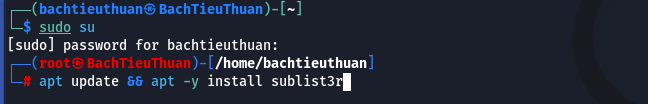 ┌──(bachtieuthuan㉿BachTieuThuan)-[~]
└─$ sudo su
[sudo] password for bachtieuthuan:
┌──(root㉿BachTieuThuan)-[/home/bachtieuthuan]
└─# apt update && apt -y install sublist3r